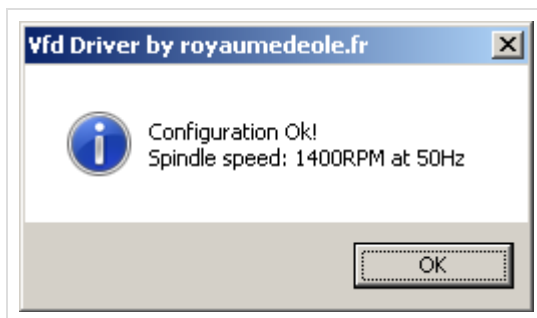 Vfd Driver by royaumedeole.fr
Configuration Ok!
Spindle speed: 1400RPM at 50Hz
OK